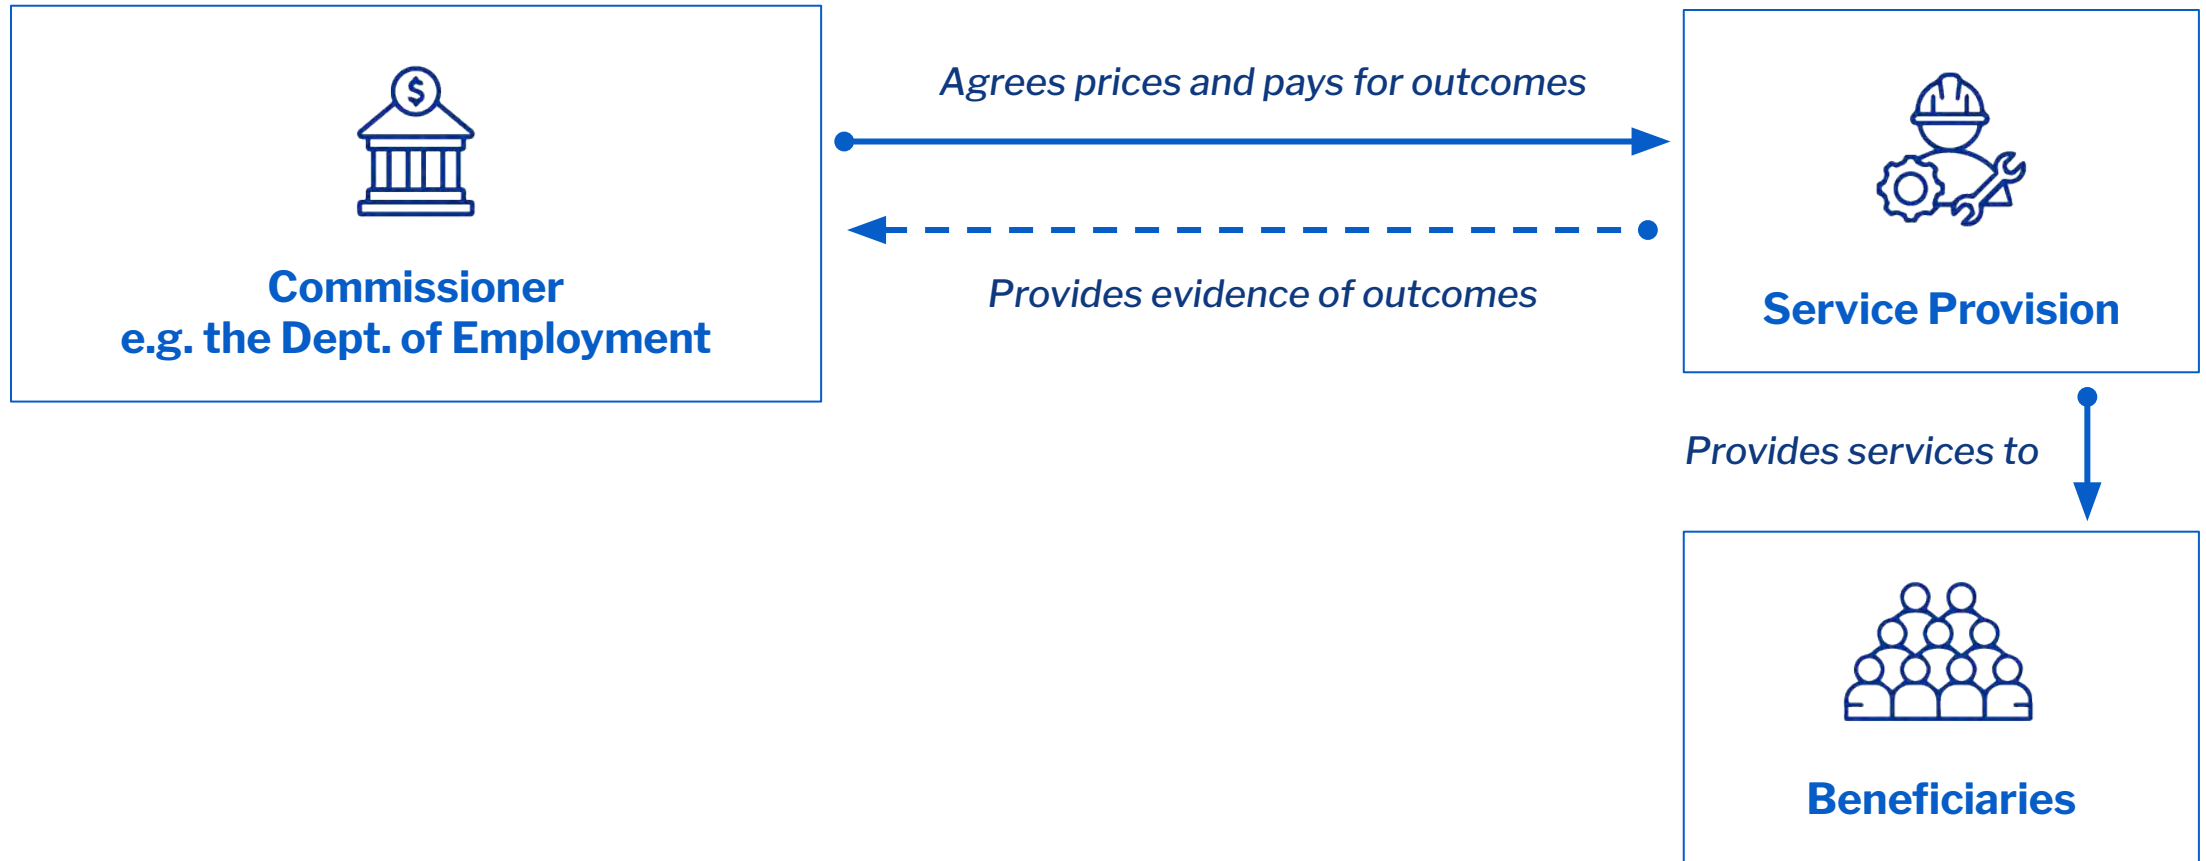 $
Agrees prices and pays for outcomes
Provides evidence of outcomes
Commissioner
e.g. the Dept. of Employment
Service Provision
Provides services to
Beneficiaries